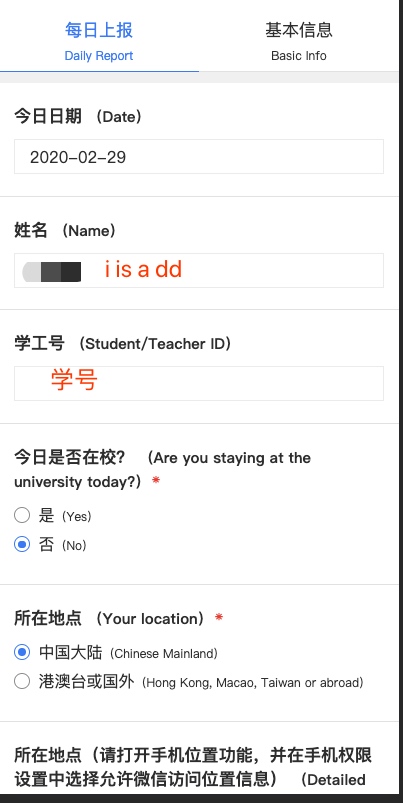 每日上报 基本信息
Daily Report Basic Info
今日日期 （Date）
2020-02-29
姓名 （Name）
i is a dd
学工号 （Student/Teacher ID）
学号
今日是否在校？ （Are you staying at the
university today?） *
是（Yes）
否（No）
所在地点 （Your location） *
中国大陆（Chinese Mainland）
港澳台或国外（Hong Kong, Macao, Taiwan or abroad）
所在地点（请打开手机位置功能，并在手机权限
设置中选择允许微信访问位置信息） （Detailed